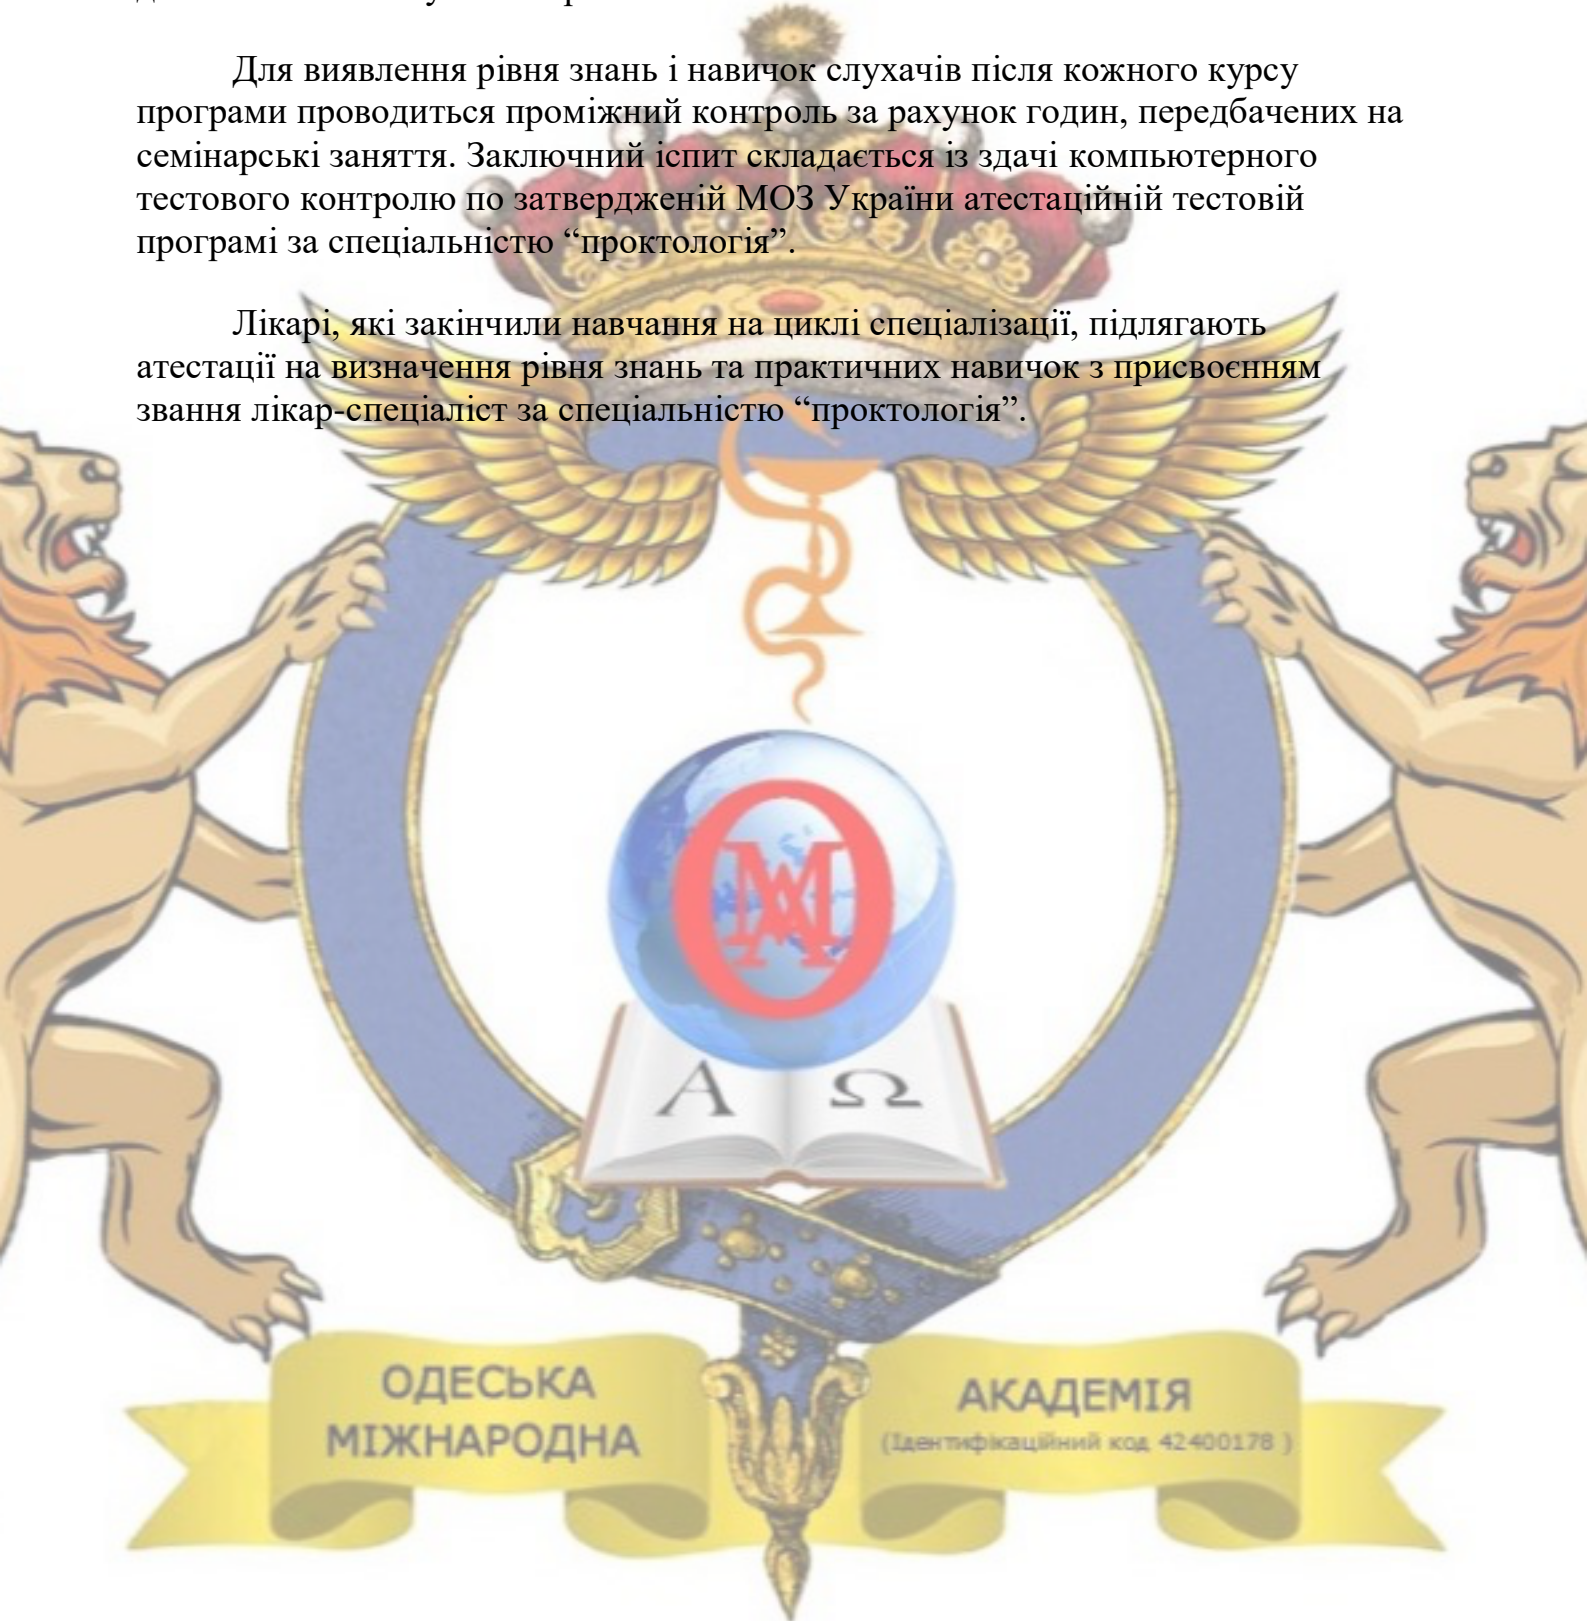 Для виявлення рівня знань і навичок слухачів після кожного курсу
програми проводиться проміжний контроль за рахунок годин, передбачених на
семінарські заняття. Заключний іспит складається із здачі компьютерного
тестового контролю по затвердженій МОЗ України атестаційній тестовій
програмі за спеціальністю “проктологія”.
Лікарі, які закінчили навчання на циклі спеціалізації, підлягають
атестації на визначення рівня знань та практичних навичок з присвоєнням
звання лікар-спеціаліст за спеціальністю “проктологія”.
ОМА
Α Ω
ОДЕСЬКА
МІЖНАРОДНА
АКАДЕМІЯ
(Ідентифікаційний код 42400178 )